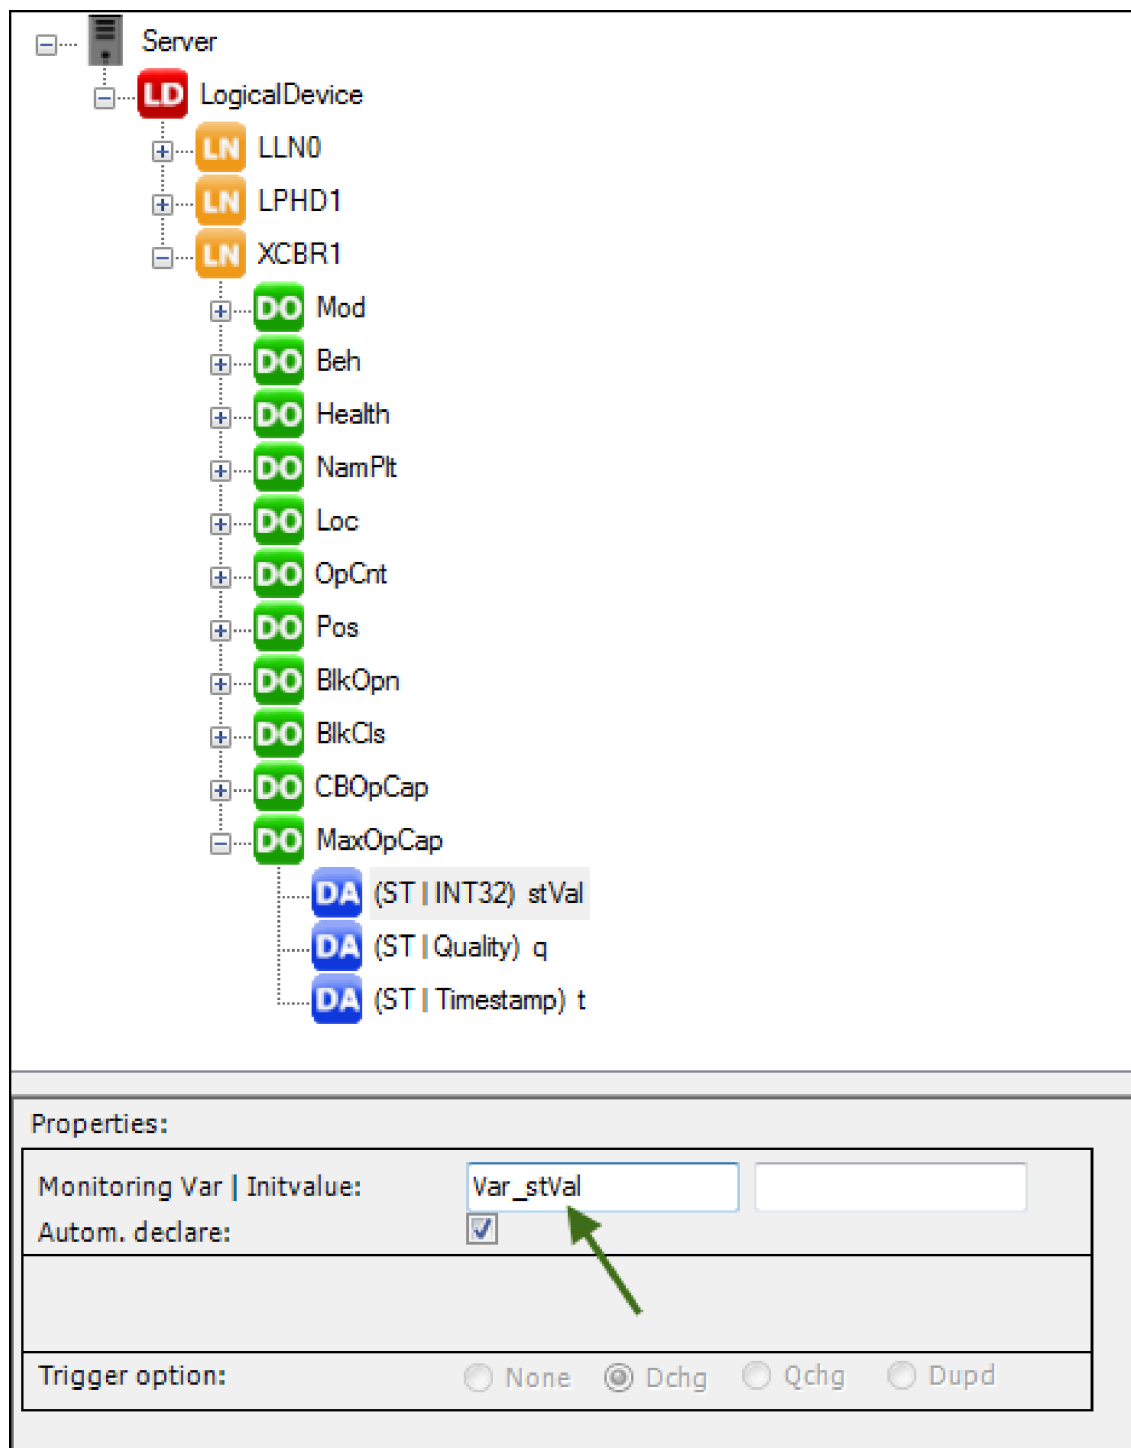 Server
LD LogicalDevice
LN LLN0
LN LPHD1
LN XCBR1
DO Mod
DO Beh
DO Health
DO NamPlt
DO Loc
DO OpCnt
DO Pos
DO BlkOpn
DO BlkCls
DO CBOpCap
DO MaxOpCap
DA (ST | INT32) stVal
DA (ST | Quality) q
DA (ST | Timestamp) t
Properties:
Monitoring Var | Initvalue: Var_stVal
Autom. declare:
Trigger option: None Dchg Qchg Dupd